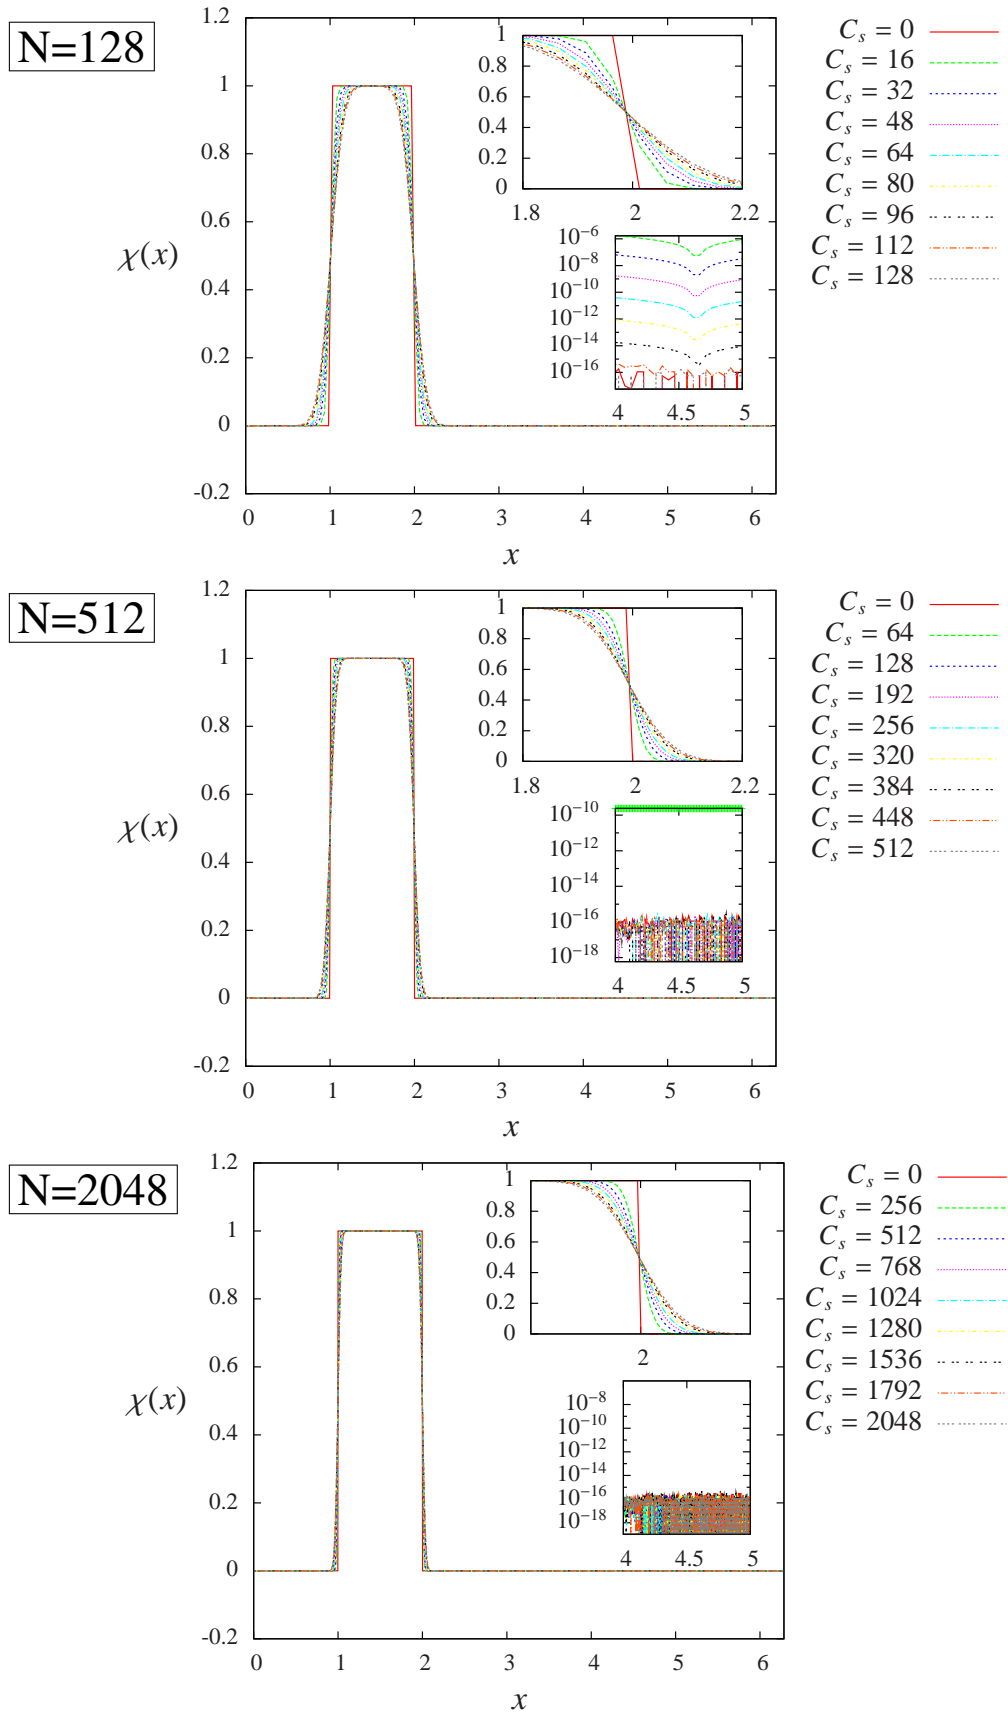 N=128
1.2
1
0.8
0.6
0.4
0.2
0
-0.2
χ(x)
0 1 2 3 4 5 6
x
1
0.8
0.6
0.4
0.2
0
1.8 2 2.2
10⁻⁶
10⁻⁸
10⁻¹⁰
10⁻¹²
10⁻¹⁴
10⁻¹⁶
4 4.5 5
C_s = 0
C_s = 16
C_s = 32
C_s = 48
C_s = 64
C_s = 80
C_s = 96
C_s = 112
C_s = 128
N=512
1.2
1
0.8
0.6
0.4
0.2
0
-0.2
χ(x)
0 1 2 3 4 5 6
x
1
0.8
0.6
0.4
0.2
0
1.8 2 2.2
10⁻¹⁰
10⁻¹²
10⁻¹⁴
10⁻¹⁶
10⁻¹⁸
4 4.5 5
C_s = 0
C_s = 64
C_s = 128
C_s = 192
C_s = 256
C_s = 320
C_s = 384
C_s = 448
C_s = 512
N=2048
1.2
1
0.8
0.6
0.4
0.2
0
-0.2
χ(x)
0 1 2 3 4 5 6
x
1
0.8
0.6
0.4
0.2
0
2
10⁻⁸
10⁻¹⁰
10⁻¹²
10⁻¹⁴
10⁻¹⁶
10⁻¹⁸
4 4.5 5
C_s = 0
C_s = 256
C_s = 512
C_s = 768
C_s = 1024
C_s = 1280
C_s = 1536
C_s = 1792
C_s = 2048